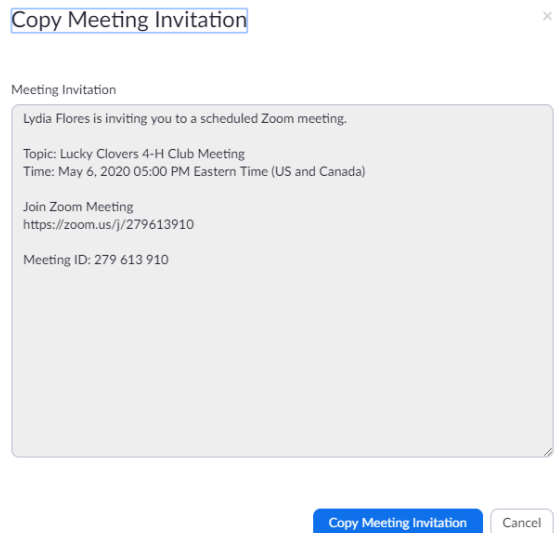 Copy Meeting Invitation
Meeting Invitation
Lydia Flores is inviting you to a scheduled Zoom meeting.
Topic: Lucky Clovers 4-H Club Meeting
Time: May 6, 2020 05:00 PM Eastern Time (US and Canada)
Join Zoom Meeting
https://zoom.us/j/279613910
Meeting ID: 279 613 910
Copy Meeting Invitation
Cancel